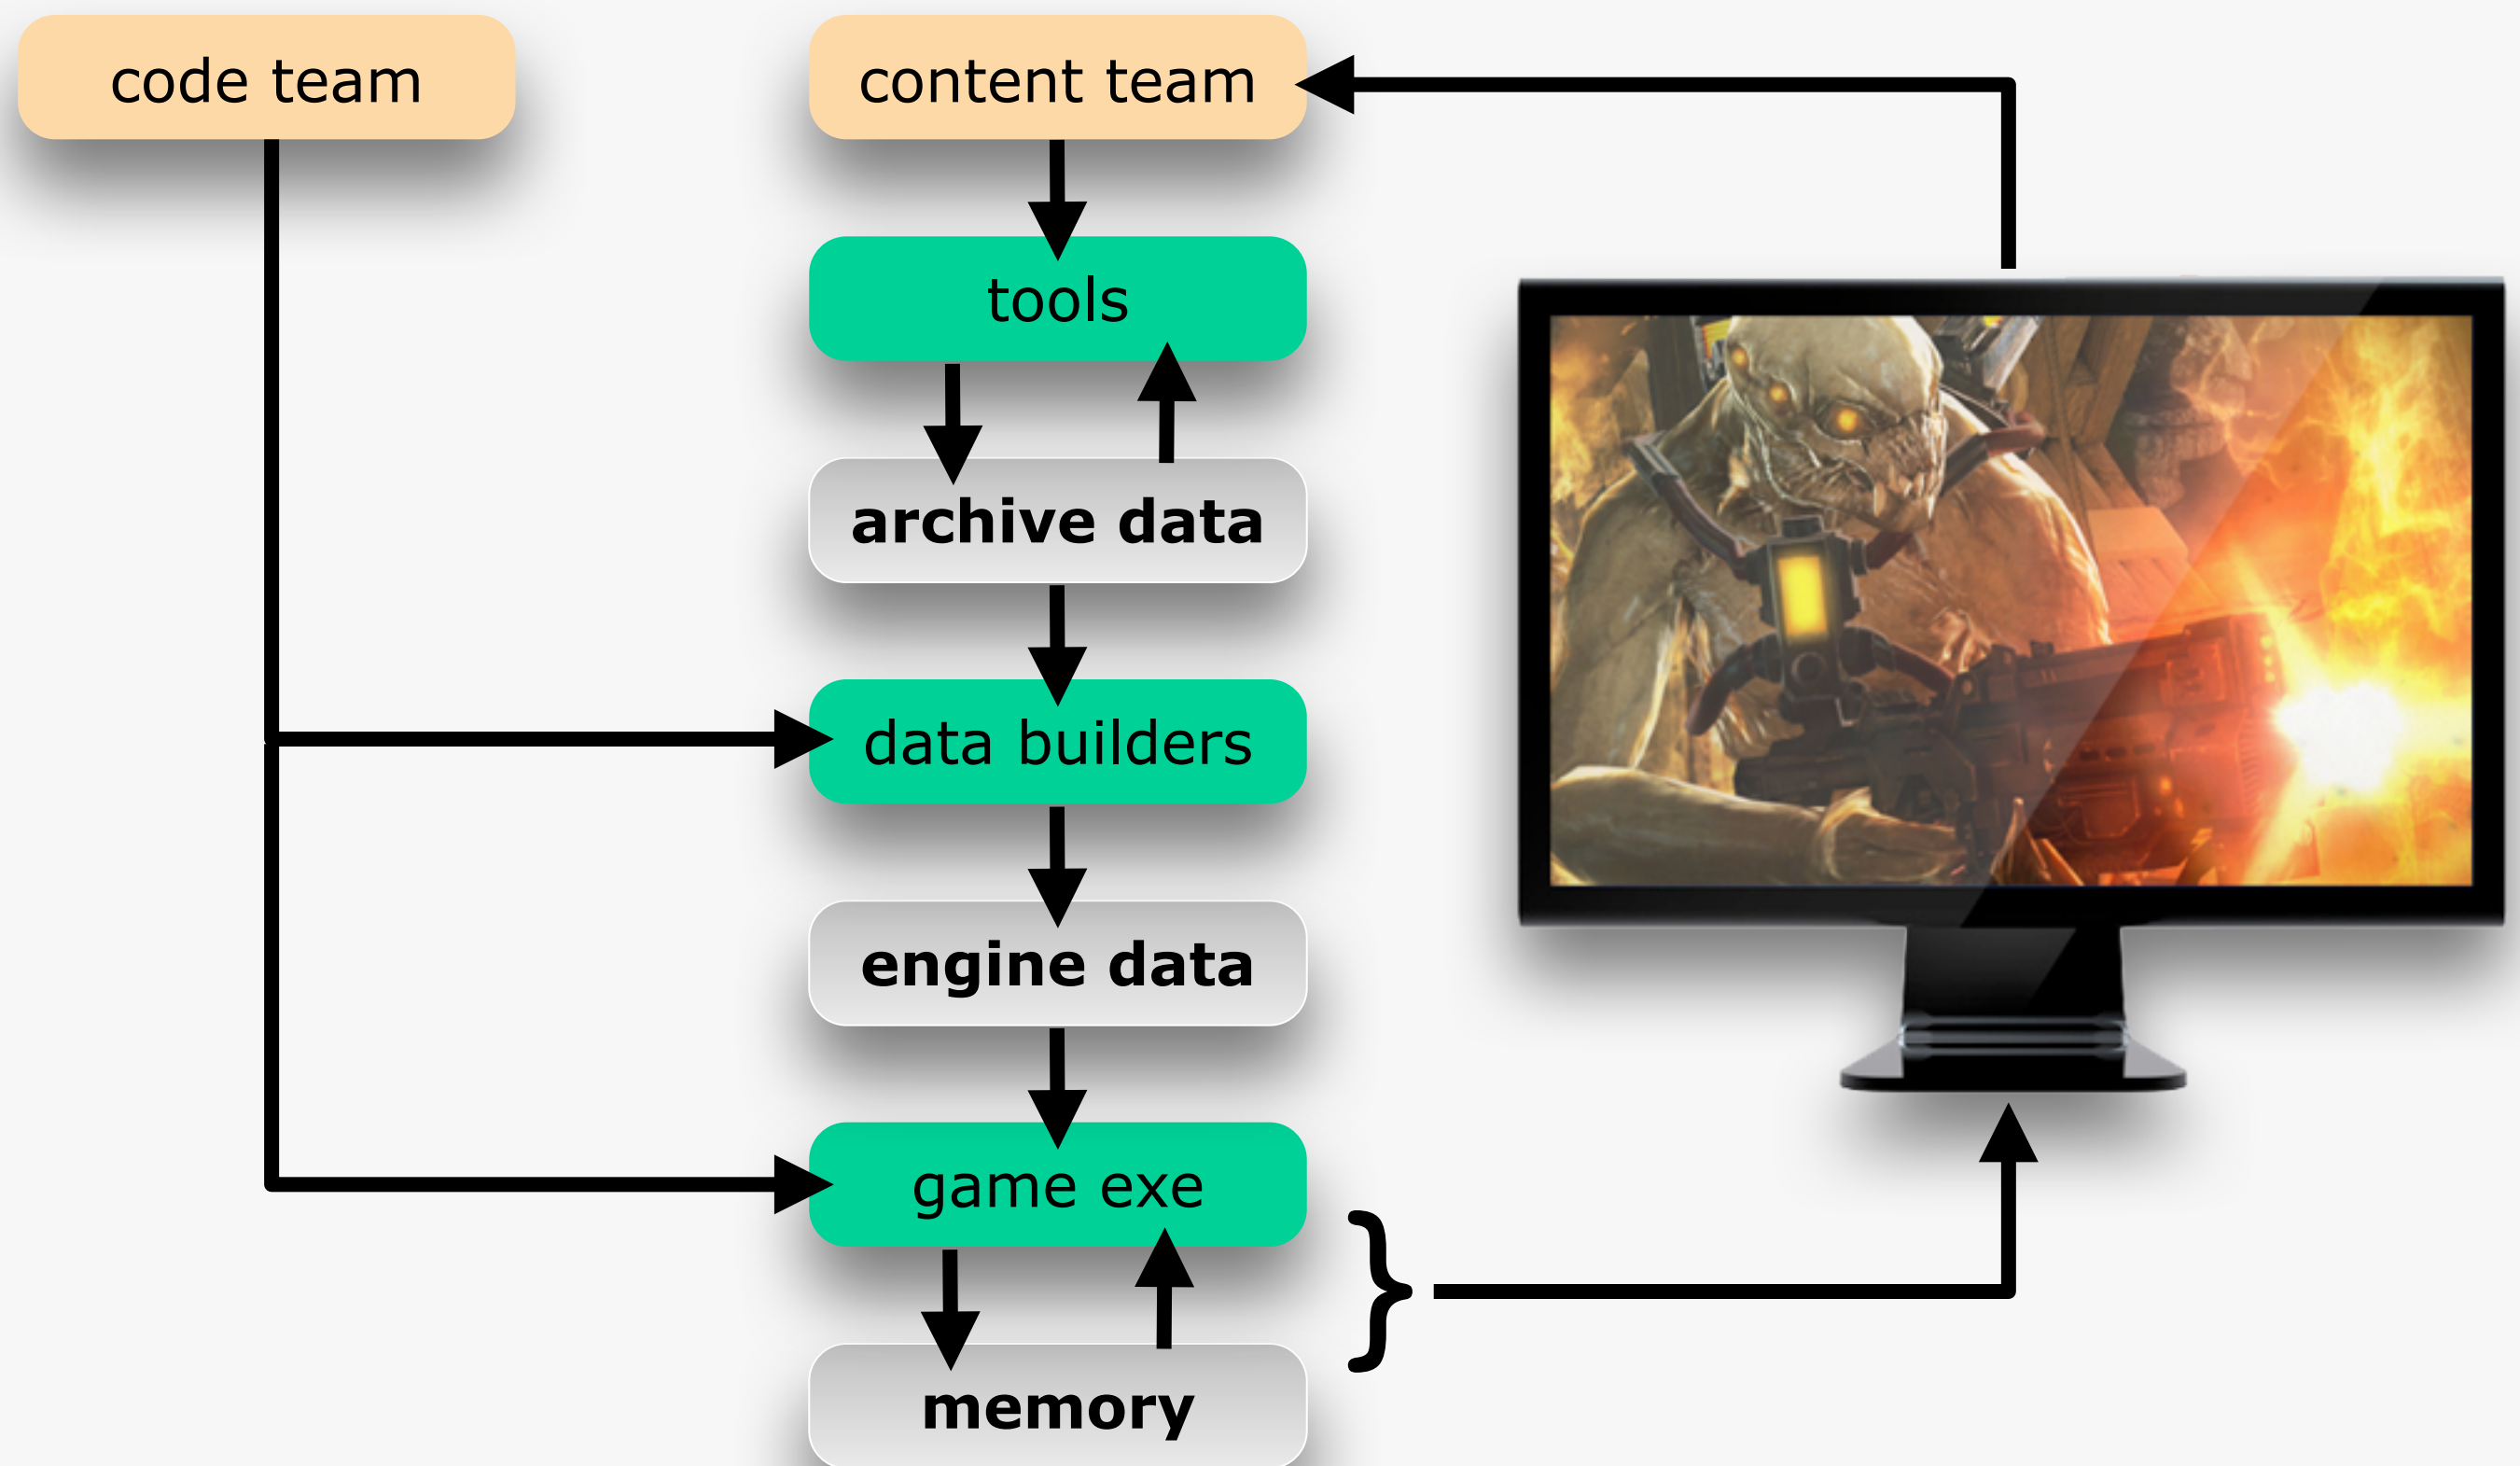 code team
content team
tools
archive data
data builders
engine data
game exe
}
memory